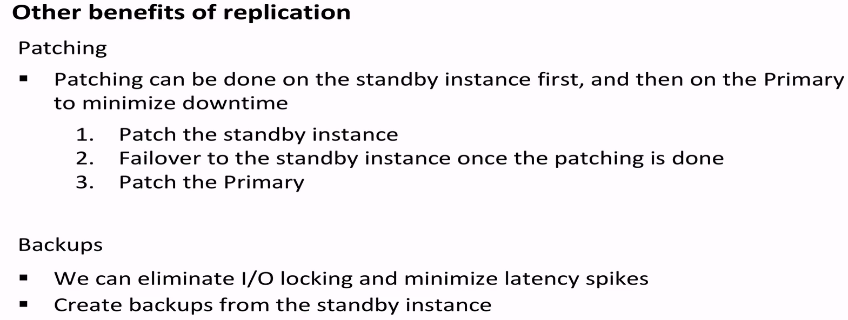 Other benefits of replication
Patching
▪ Patching can be done on the standby instance first, and then on the Primary
to minimize downtime
1. Patch the standby instance
2. Failover to the standby instance once the patching is done
3. Patch the Primary
Backups
▪ We can eliminate I/O locking and minimize latency spikes
▪ Create backups from the standby instance